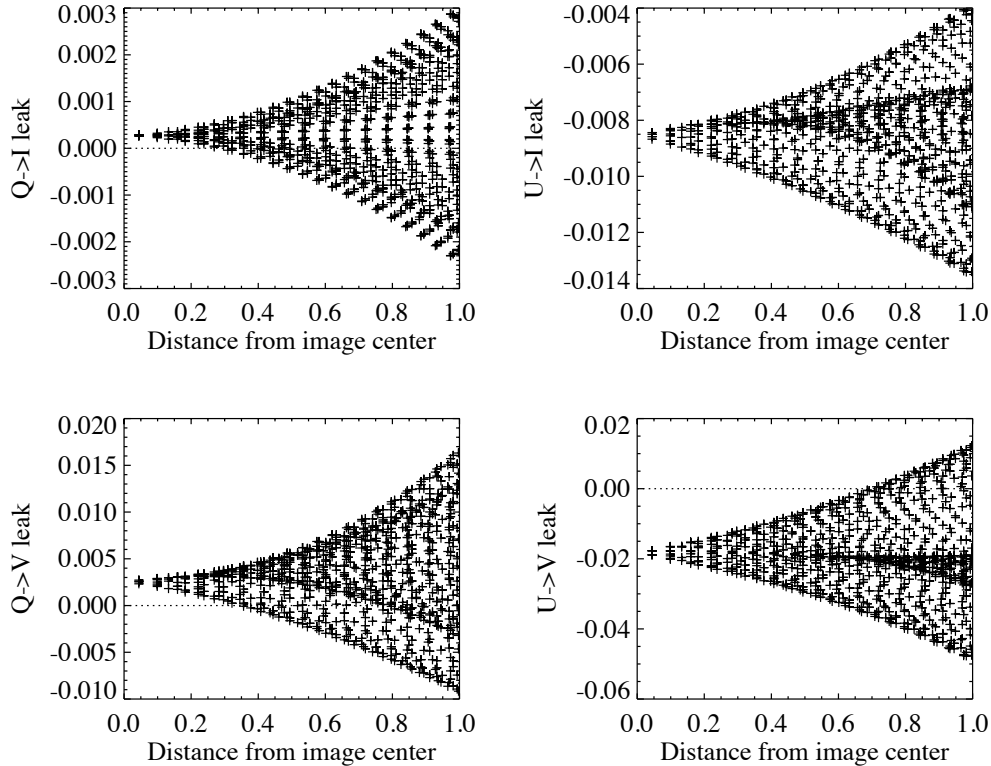 Q->I leak
0.003
0.002
0.001
0.000
-0.001
-0.002
-0.003
0.0 0.2 0.4 0.6 0.8 1.0
Distance from image center
U->I leak
-0.004
-0.006
-0.008
-0.010
-0.012
-0.014
0.0 0.2 0.4 0.6 0.8 1.0
Distance from image center
Q->V leak
0.020
0.015
0.010
0.005
0.000
-0.005
-0.010
0.0 0.2 0.4 0.6 0.8 1.0
Distance from image center
U->V leak
0.02
0.00
-0.02
-0.04
-0.06
0.0 0.2 0.4 0.6 0.8 1.0
Distance from image center